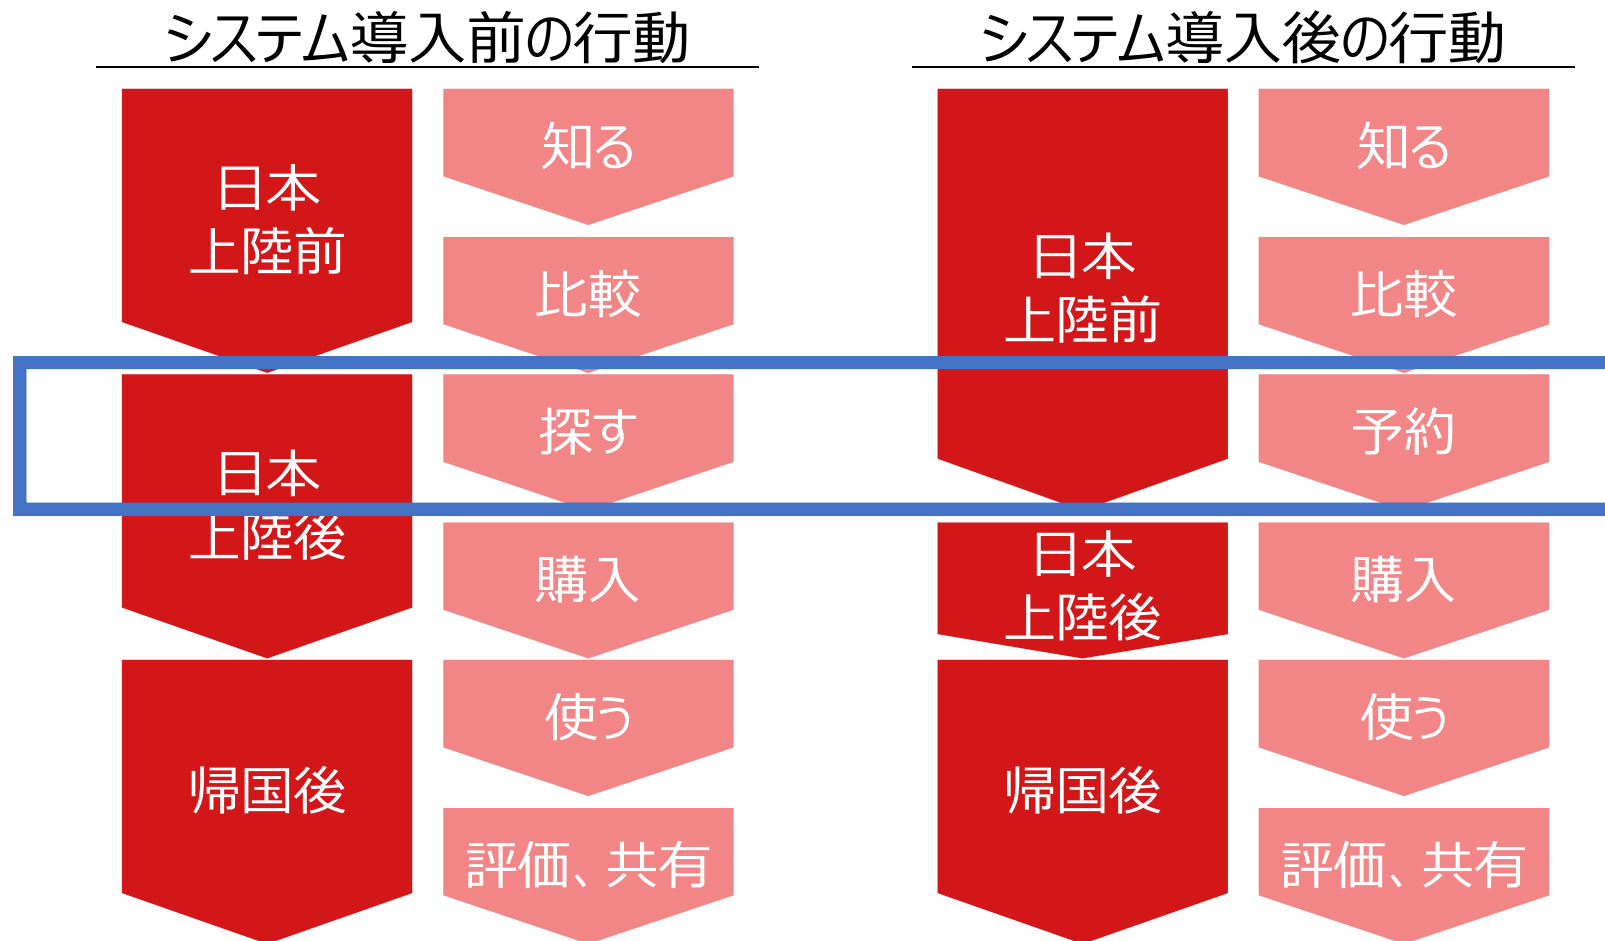 システム導入前の行動
日本
上陸前
知る
比較
日本
上陸後
探す
購入
帰国後
使う
評価、共有
システム導入後の行動
日本
上陸前
知る
比較
予約
日本
上陸後
購入
帰国後
使う
評価、共有